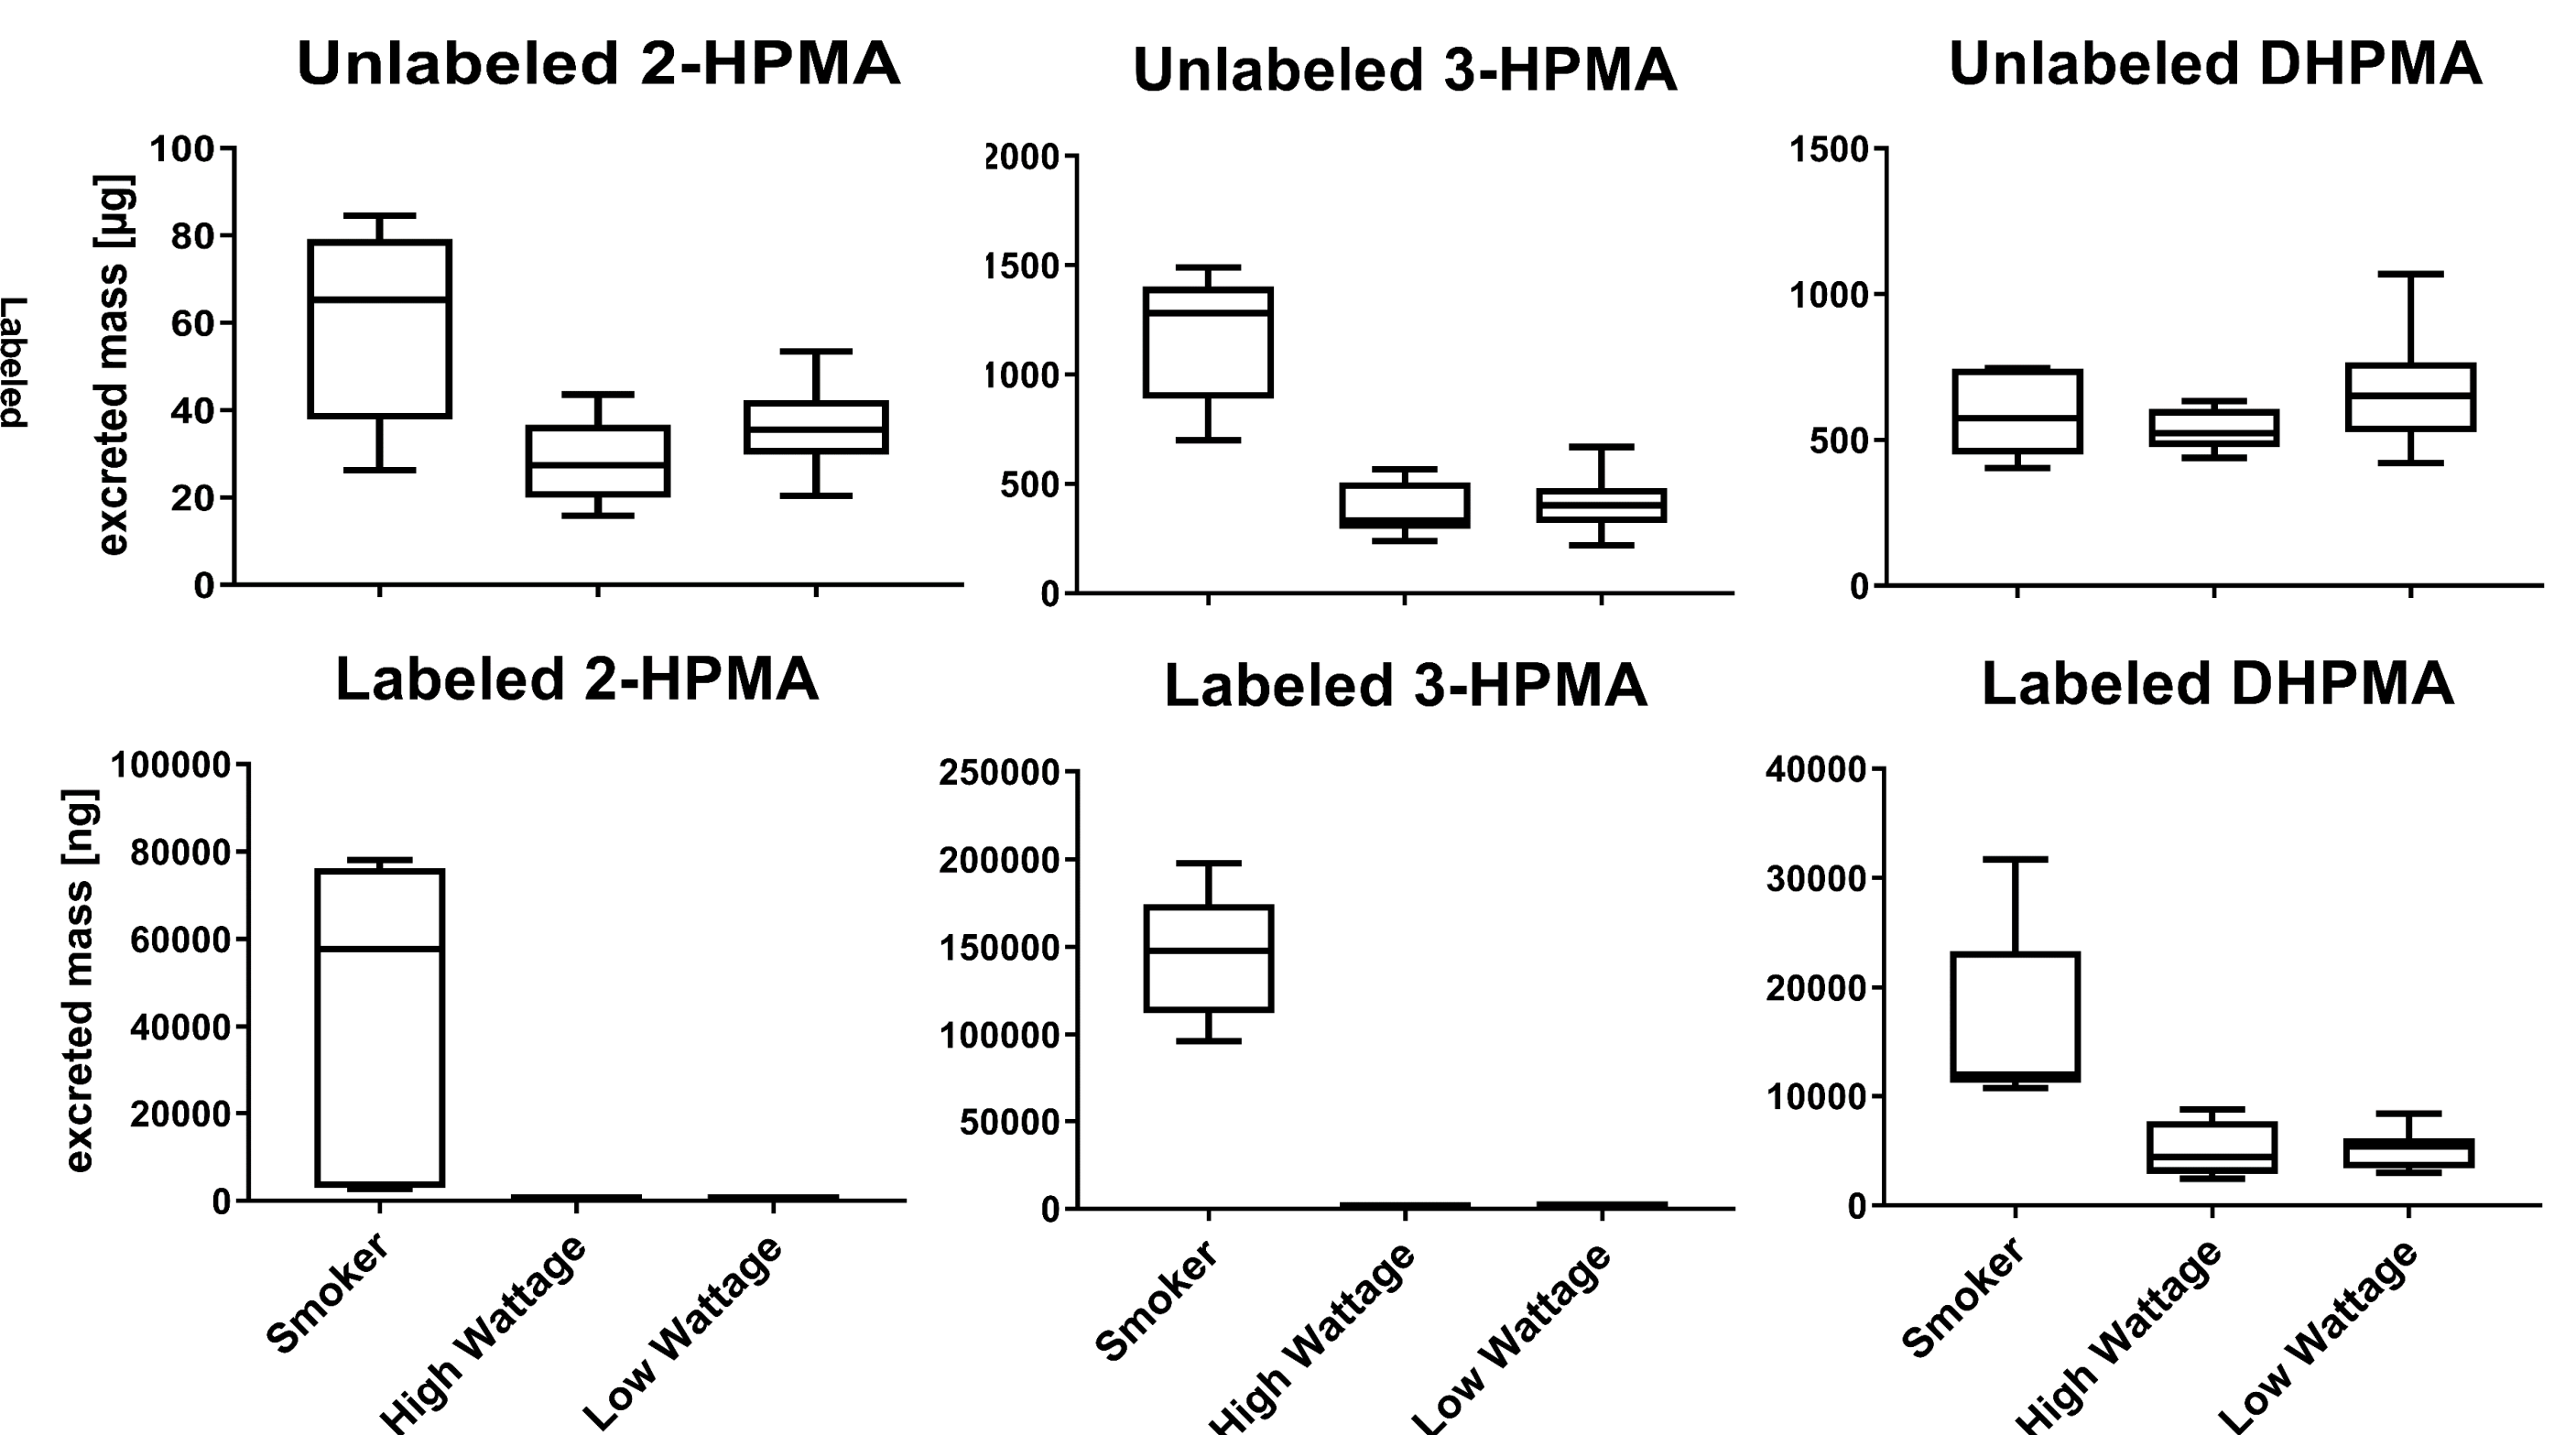 Unlabeled 2-HPMA
Unlabeled 3-HPMA
Unlabeled DHPMA
Labeled
excreted mass [µg]
100
80
60
40
20
0
2000
1500
1000
500
0
1500
1000
500
0
Labeled 2-HPMA
Labeled 3-HPMA
Labeled DHPMA
excreted mass [ng]
100000
80000
60000
40000
20000
0
250000
200000
150000
100000
50000
0
40000
30000
20000
10000
0
Smoker
High Wattage
Low Wattage
Smoker
High Wattage
Low Wattage
Smoker
High Wattage
Low Wattage